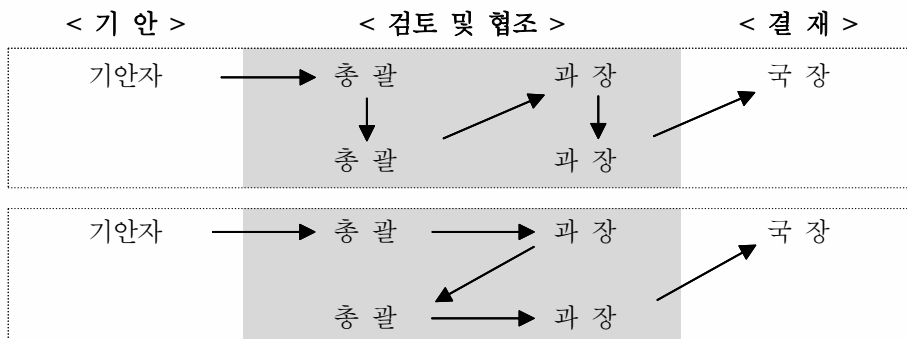 < 기 안 > < 검토 및 협조 > < 결 재 >
기안자 총 괄 과 장 국 장
총 괄 과 장
기안자 총 괄 과 장 국 장
총 괄 과 장